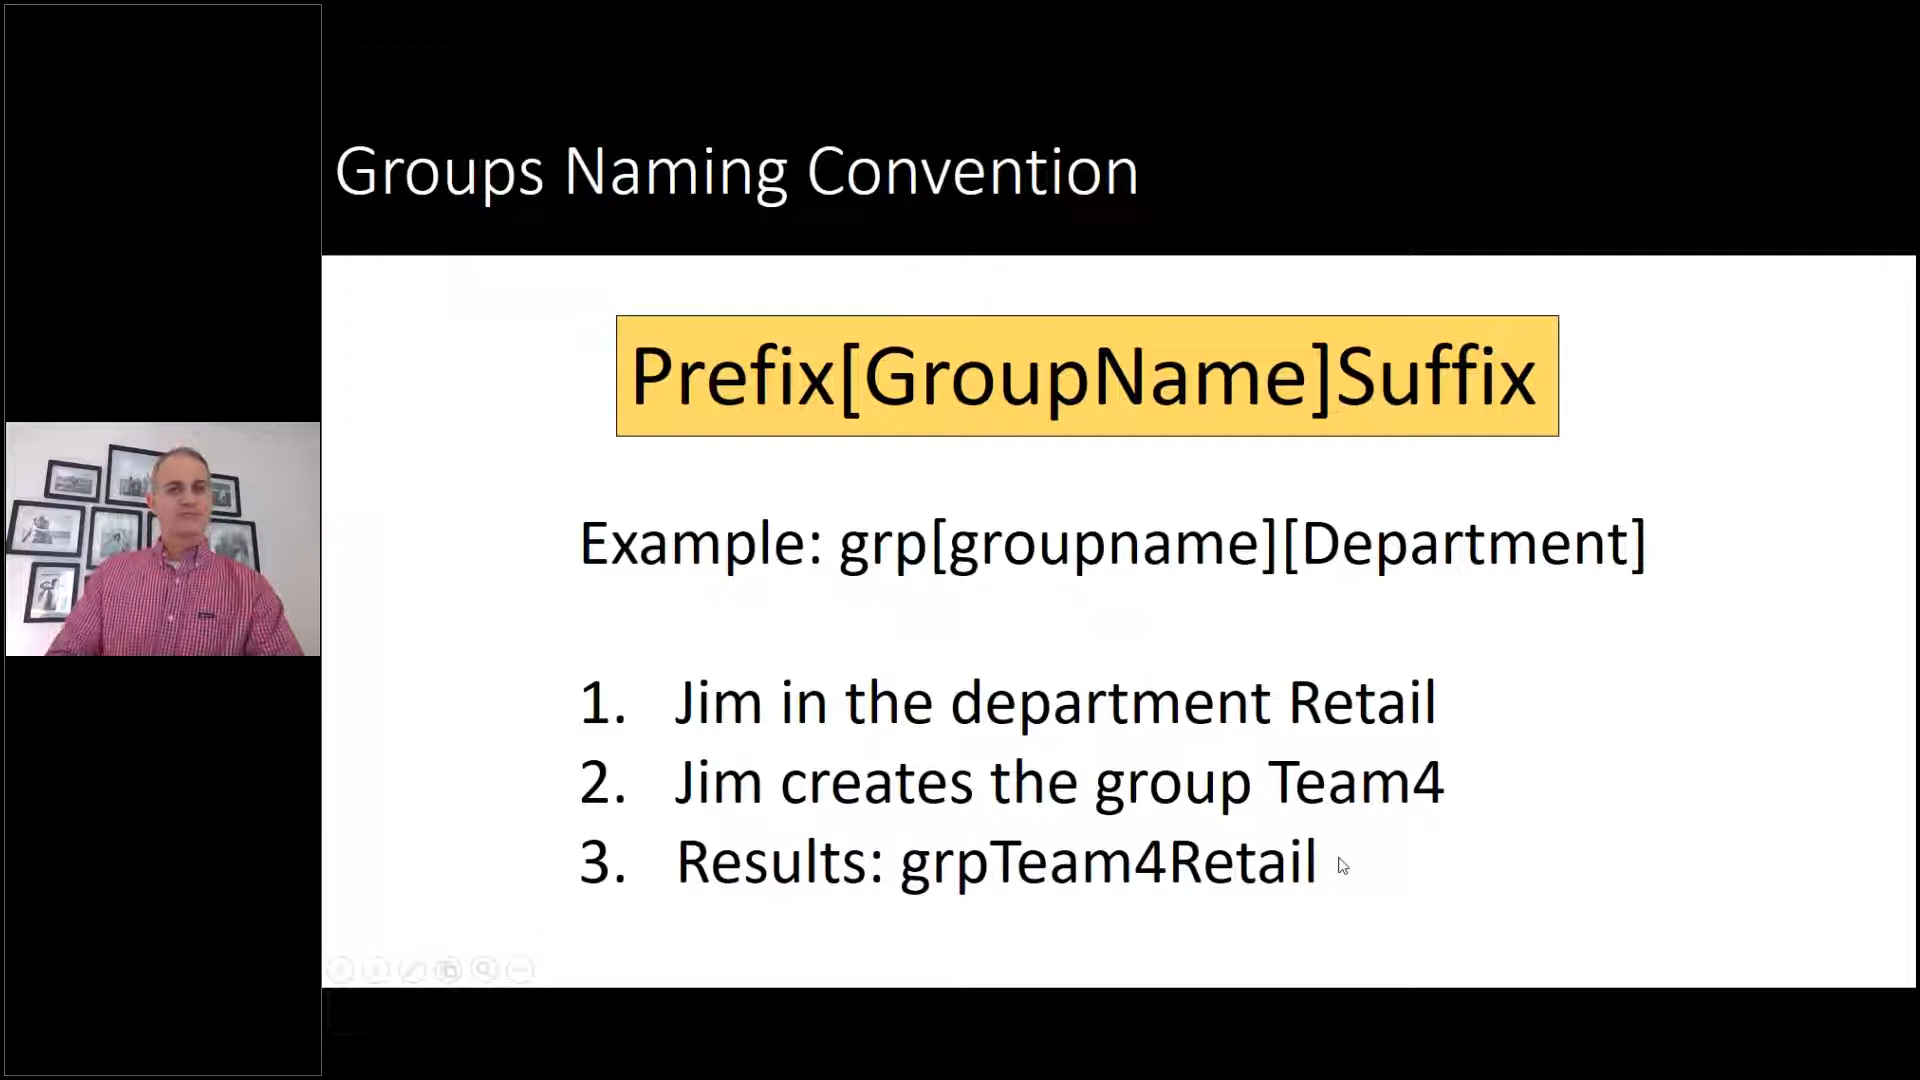 Groups Naming Convention
Prefix[GroupName]Suffix
Example: grp[groupname][Department]
1. Jim in the department Retail
2. Jim creates the group Team4
3. Results: grpTeam4Retail